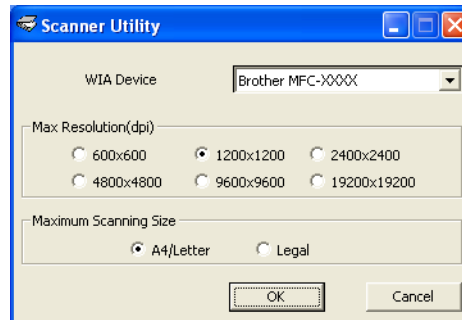 Scanner Utility
WIA Device Brother MFC-XXXX
Max Resolution(dpi)
600x600 1200x1200 2400x2400
4800x4800 9600x9600 19200x19200
Maximum Scanning Size
A4/Letter Legal
OK Cancel